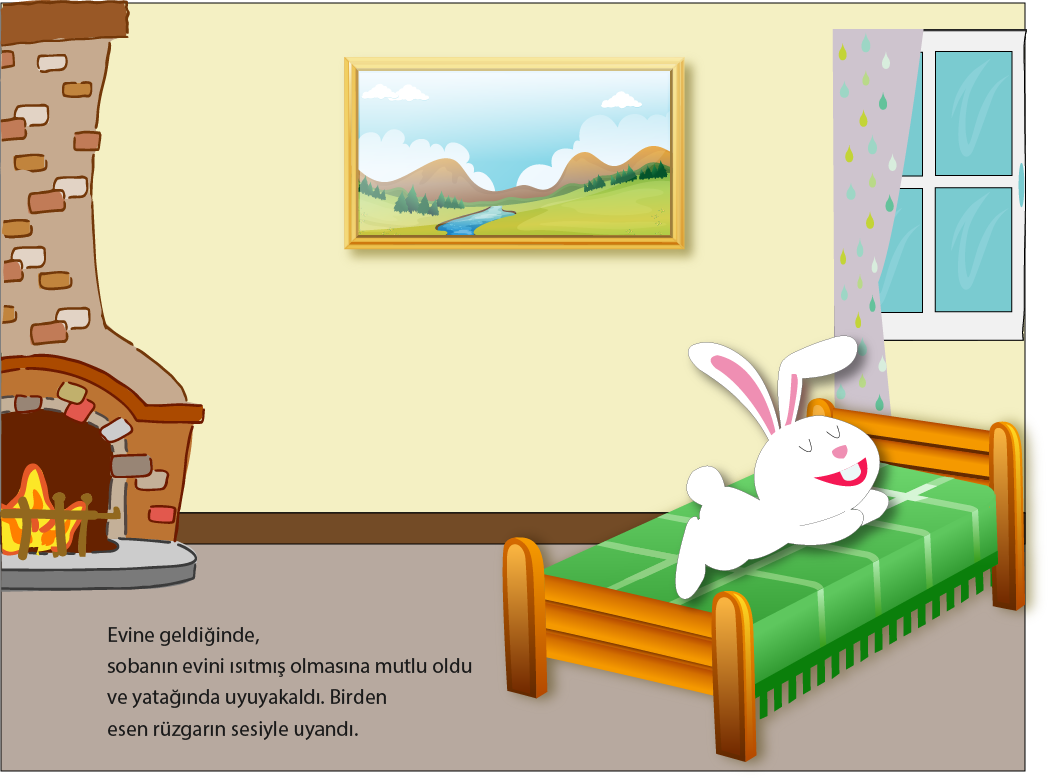 Evine geldiğinde,
sobanın evini ısıtmış olmasına mutlu oldu
ve yatağında uyuyakaldı. Birden
esen rüzgarın sesiyle uyandı.